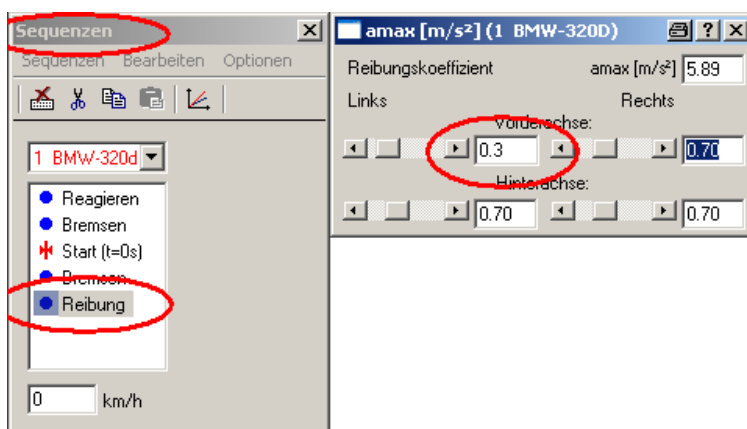 Sequenzen
Sequenzen Bearbeiten Optionen
1 BMW-320d
Reagieren
Bremsen
Start (t=0s)
Bremsen
Reibung
0 km/h
amax [m/s²] (1 BMW-320D)
Reibungskoeffizient amax [m/s²] 5.89
Links Rechts
Vorderachse:
0.3 0.70
Hinterachse:
0.70 0.70